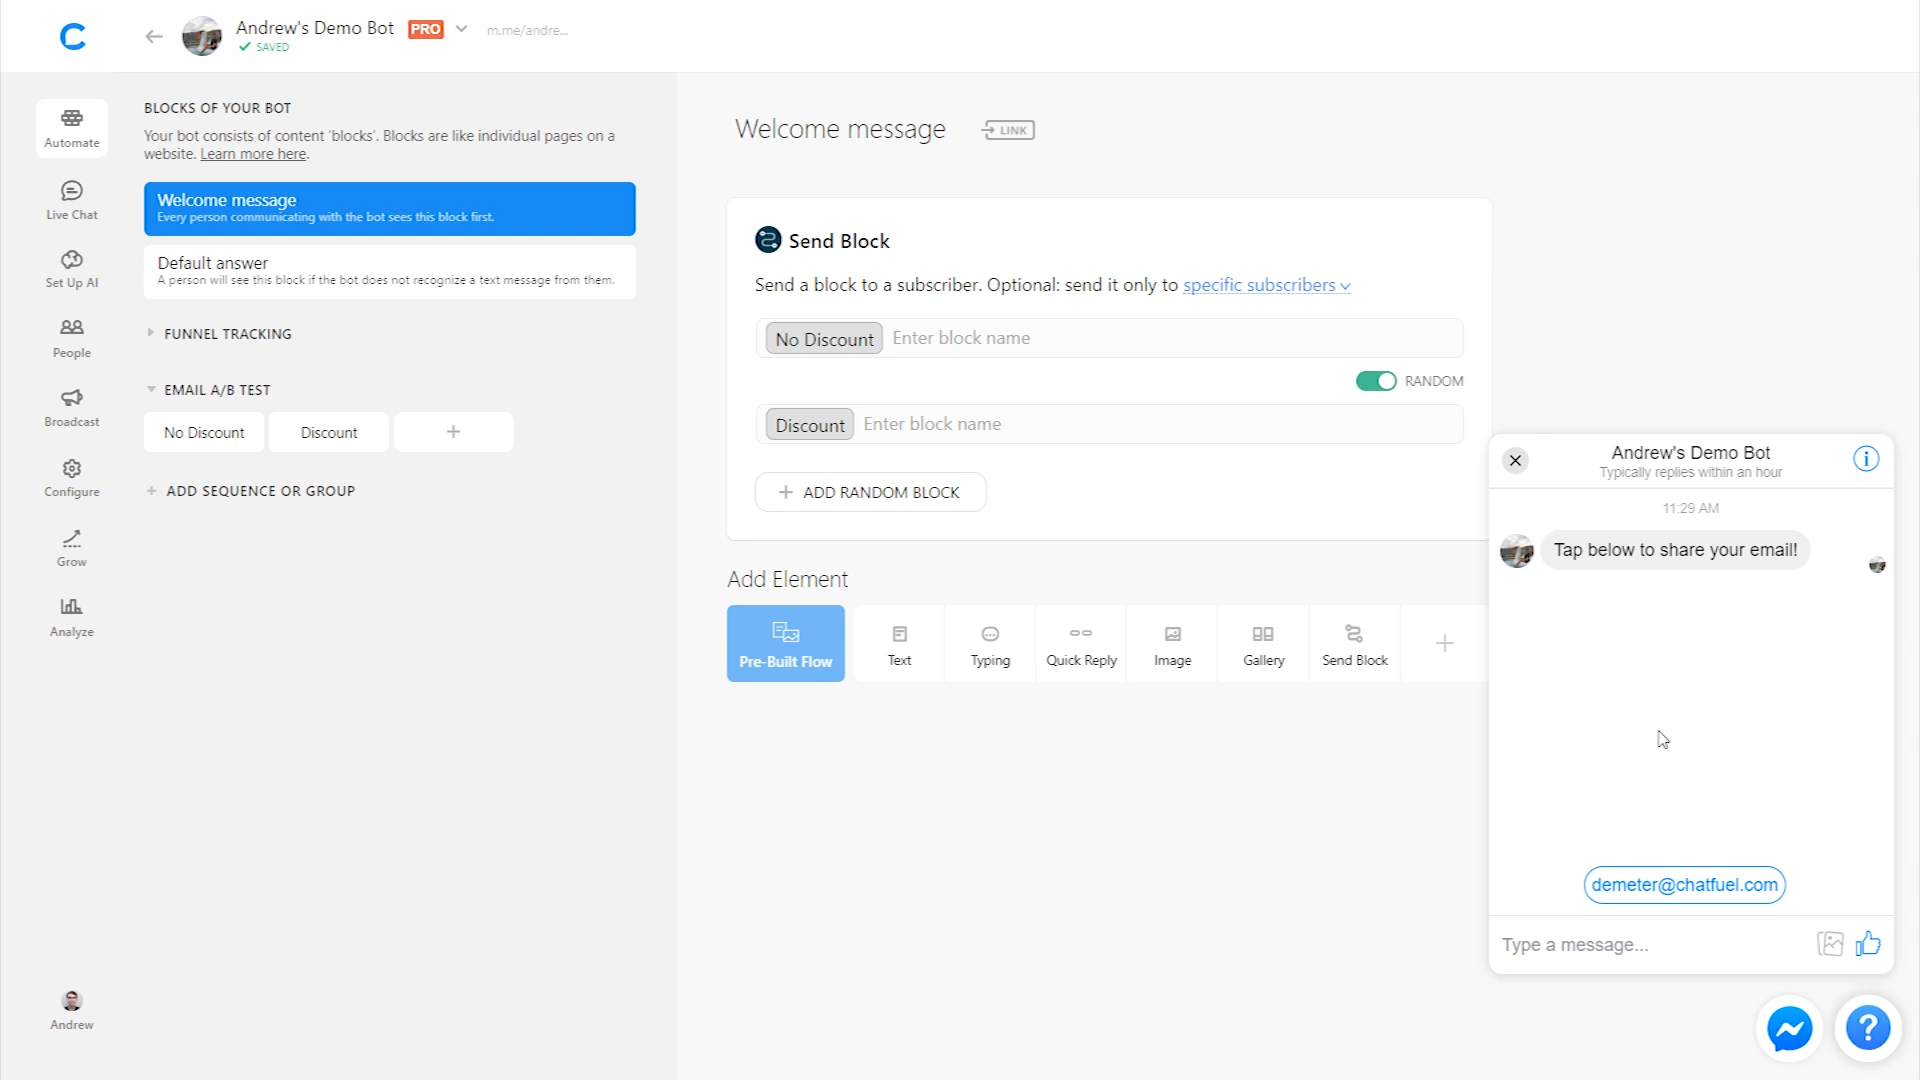 Andrew's Demo Bot PRO m.me/andre...
SAVED
Automate
Live Chat
Set Up AI
People
Broadcast
Configure
Grow
Analyze
Andrew
BLOCKS OF YOUR BOT
Your bot consists of content 'blocks'. Blocks are like individual pages on a
website. Learn more here.
Welcome message
Every person communicating with the bot sees this block first.
Default answer
A person will see this block if the bot does not recognize a text message from them.
FUNNEL TRACKING
EMAIL A/B TEST
No Discount Discount +
+ ADD SEQUENCE OR GROUP
Welcome message LINK
Send Block
Send a block to a subscriber. Optional: send it only to specific subscribers
No Discount Enter block name
RANDOM
Discount Enter block name
+ ADD RANDOM BLOCK
Add Element
Pre-Built Flow Text Typing Quick Reply Image Gallery Send Block +
Andrew's Demo Bot
Typically replies within an hour
11:29 AM
Tap below to share your email!
demeter@chatfuel.com
Type a message...